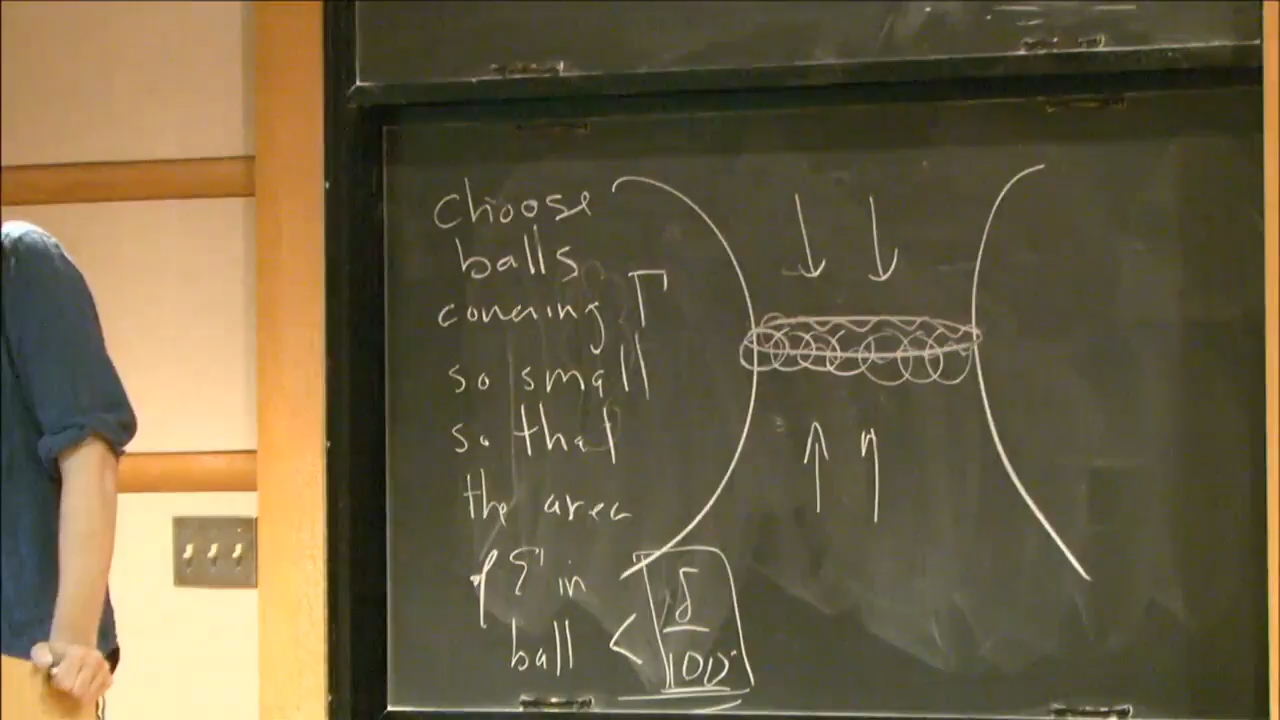 choose
balls
covering Γ
so small
so that
the area
of Σ in
ball < δ/100